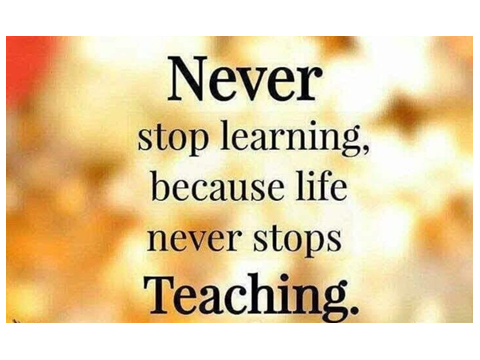 Never
stop learning,
because life
never stops
Teaching.